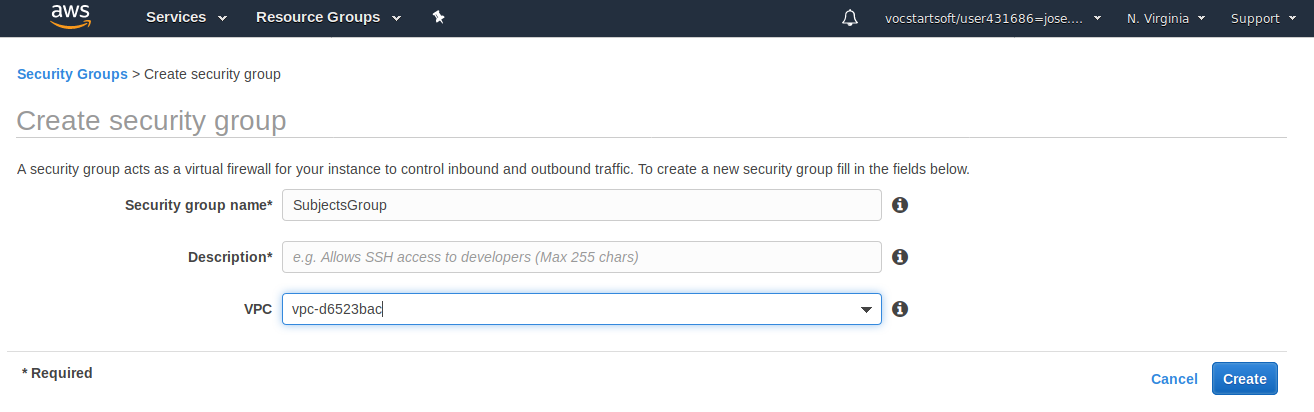 aws Services Resource Groups vocstartsoft/user431686=jose.... N. Virginia Support
Security Groups > Create security group
Create security group
A security group acts as a virtual firewall for your instance to control inbound and outbound traffic. To create a new security group fill in the fields below.
Security group name* SubjectsGroup
Description* e.g. Allows SSH access to developers (Max 255 chars)
VPC vpc-d6523bac
* Required
Cancel Create